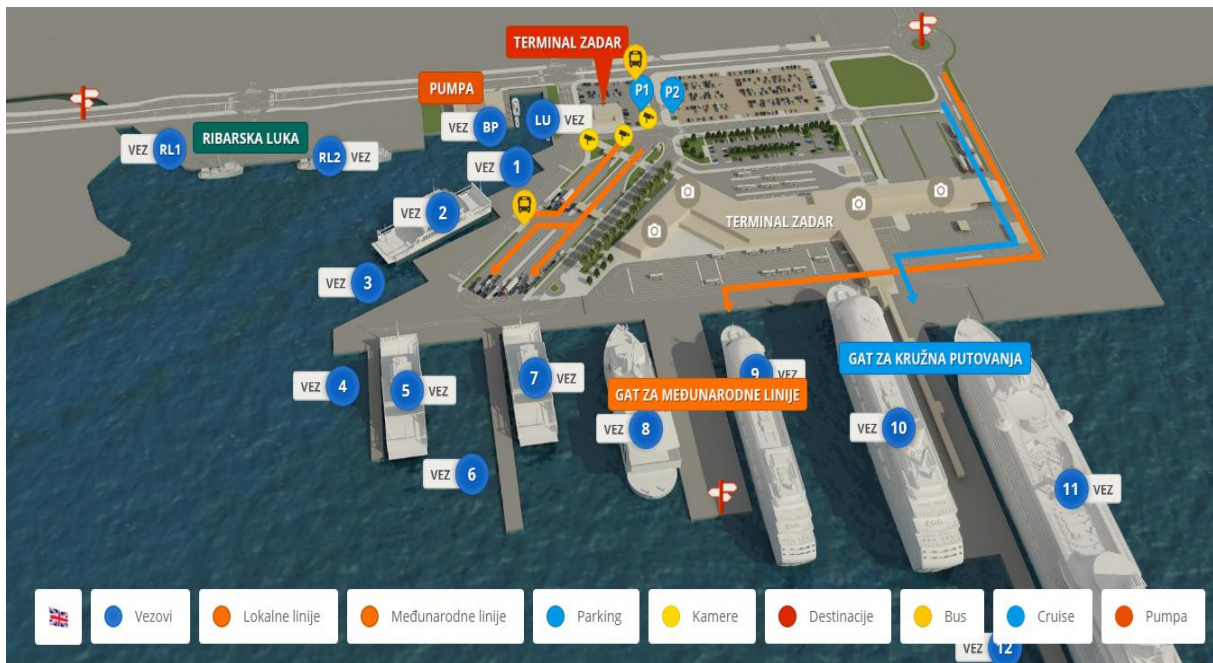 TERMINAL ZADAR
PUMPA
P1
P2
VEZ BP
LU VEZ
VEZ RL1
RIBARSKA LUKA
RL2 VEZ
VEZ 1
VEZ 2
TERMINAL ZADAR
VEZ 3
GAT ZA KRUŽNA PUTOVANJA
VEZ 4
5 VEZ
7 VEZ
9 VEZ
GAT ZA MEĐUNARODNE LINIJE
VEZ 8
VEZ 10
VEZ 6
11 VEZ
Vezovi
Lokalne linije
Međunarodne linije
Parking
Kamere
Destinacije
Bus
Cruise
Pumpa
VEZ 12